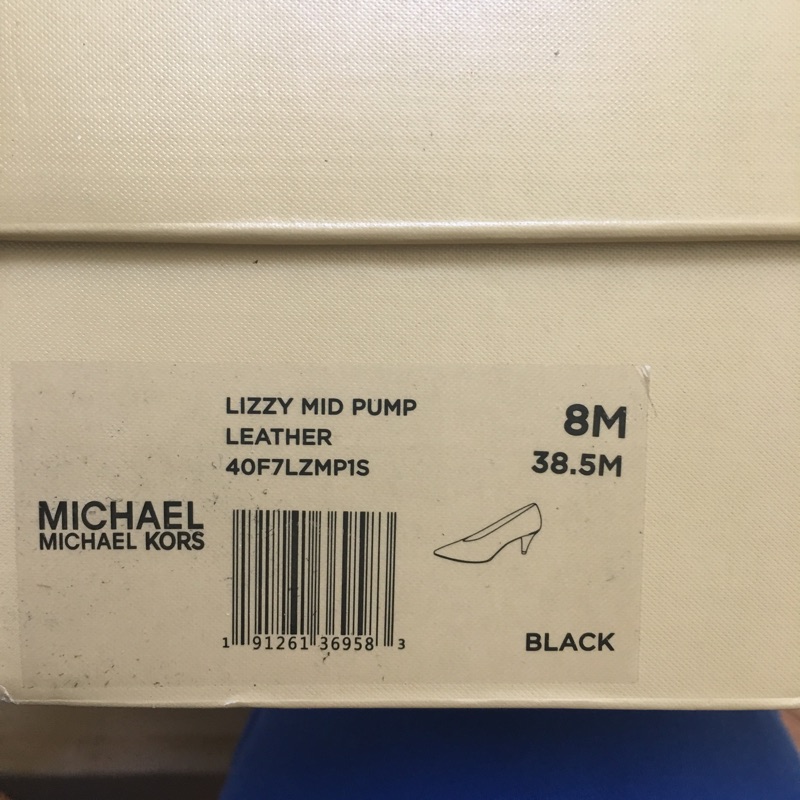 LIZZY MID PUMP
LEATHER
40F7LZMP1S
8M
38.5M
MICHAEL
MICHAEL KORS
1 91261 36958 3
BLACK